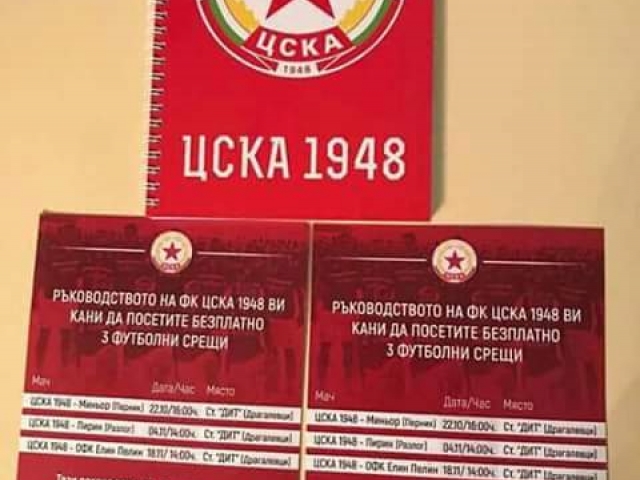 ЦСКА
1948
ЦСКА 1948
РЪКОВОДСТВОТО НА ФК ЦСКА 1948 ВИ
КАНИ ДА ПОСЕТИТЕ БЕЗПЛАТНО
3 ФУТБОЛНИ СРЕЩИ
Мач Дата/Час Място
ЦСКА 1948 - Миньор (Перник) 22.10/16:00ч. Ст. "ДИТ" (Драгалевци)
ЦСКА 1948 - Пирин (Разлог) 04.11/14:00ч. Ст. "ДИТ" (Драгалевци)
ЦСКА 1948 - ОФК Елин Пелин 18.11/ 14:00ч. Ст. "ДИТ" (Драгалевци)
РЪКОВОДСТВОТО НА ФК ЦСКА 1948 ВИ
КАНИ ДА ПОСЕТИТЕ БЕЗПЛАТНО
3 ФУТБОЛНИ СРЕЩИ
Мач Дата/Час Място
ЦСКА 1948 - Миньор (Перник) 22.10/16:00ч. Ст. "ДИТ" (Драгалевци)
ЦСКА 1948 - Пирин (Разлог) 04.11/14:00ч. Ст. "ДИТ" (Драгалевци)
ЦСКА 1948 - ОФК Елин Пелин 18.11/ 14:00ч. Ст. "ДИТ" (Драгалевци)